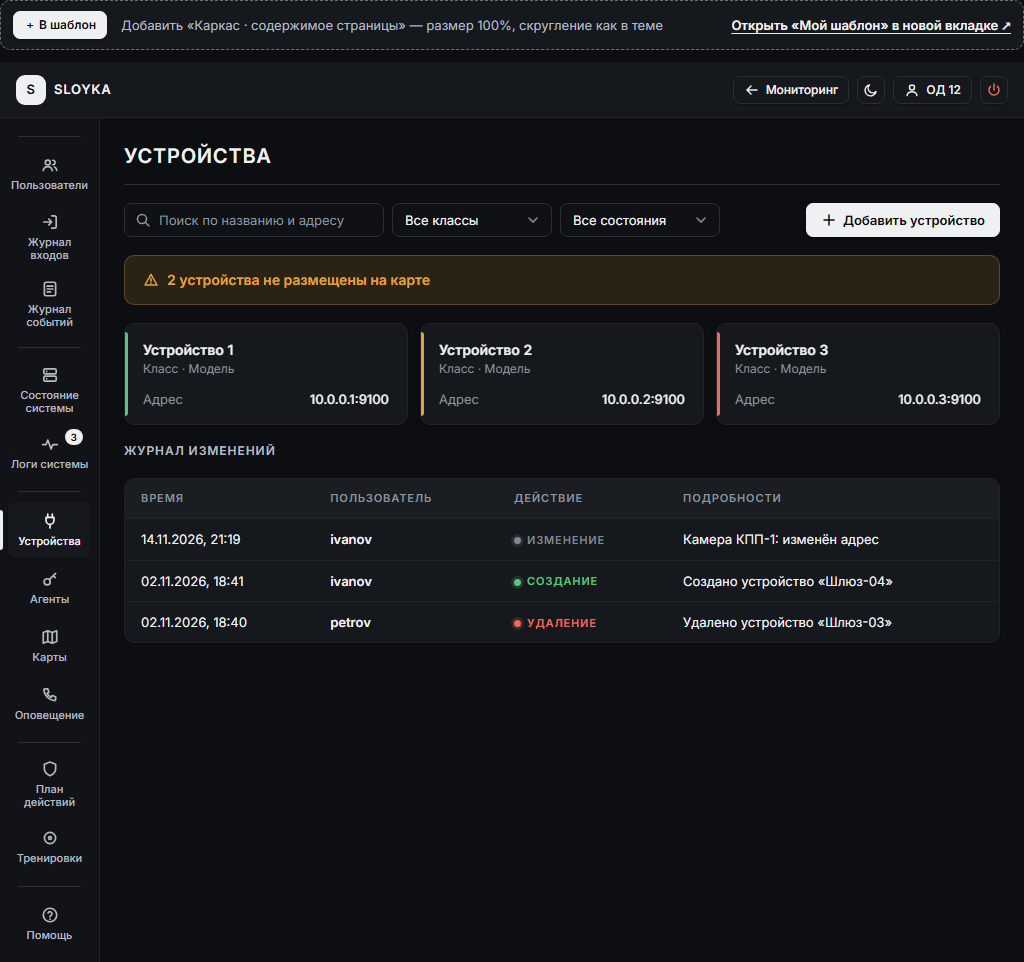 + В шаблон
Добавить «Каркас · содержимое страницы» — размер 100%, скругление как в теме
Открыть «Мой шаблон» в новой вкладке ↗
S SLOYKA
← Мониторинг
ОД 12
Пользователи
Журнал
входов
Журнал
событий
Состояние
системы
3
Логи системы
Устройства
Агенты
Карты
Оповещение
План
действий
Тренировки
Помощь
УСТРОЙСТВА
Поиск по названию и адресу
Все классы
Все состояния
+ Добавить устройство
2 устройства не размещены на карте
Устройство 1
Класс · Модель
Адрес 10.0.0.1:9100
Устройство 2
Класс · Модель
Адрес 10.0.0.2:9100
Устройство 3
Класс · Модель
Адрес 10.0.0.3:9100
ЖУРНАЛ ИЗМЕНЕНИЙ
ВРЕМЯ ПОЛЬЗОВАТЕЛЬ ДЕЙСТВИЕ ПОДРОБНОСТИ
14.11.2026, 21:19 ivanov ИЗМЕНЕНИЕ Камера КПП-1: изменён адрес
02.11.2026, 18:41 ivanov СОЗДАНИЕ Создано устройство «Шлюз-04»
02.11.2026, 18:40 petrov УДАЛЕНИЕ Удалено устройство «Шлюз-03»